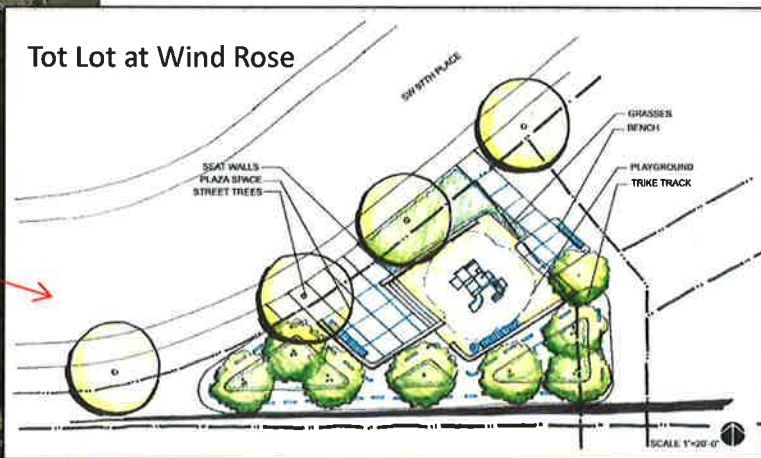 Tot Lot at Wind Rose
SW 97TH PLACE
GRASSES
BENCH
PLAYGROUND
TRIKE TRACK
SEAT WALLS
PLAZA SPACE
STREET TREES
SCALE 1"=20'-0"